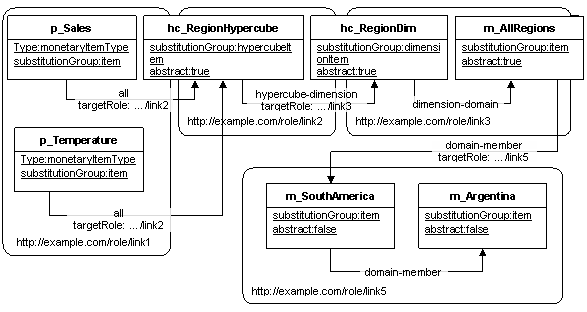 p_Sales
Type:monetaryItemType
substitutionGroup:item
hc_RegionHypercube
substitutionGroup:hypercubeIt
em
abstract:true
hc_RegionDim
substitutionGroup:dimensi
onItem
abstract:true
m_AllRegions
substitutionGroup:item
abstract:true
all
targetRole: .../link2
hypercube-dimension
targetRole: .../link3
dimension-domain
http://example.com/role/link2
http://example.com/role/link3
p_Temperature
Type:monetaryItemType
substitutionGroup:item
all
targetRole: .../link2
http://example.com/role/link1
domain-member
targetRole: .../link5
m_SouthAmerica
substitutionGroup:item
abstract:false
m_Argentina
substitutionGroup:item
abstract:false
domain-member
http://example.com/role/link5